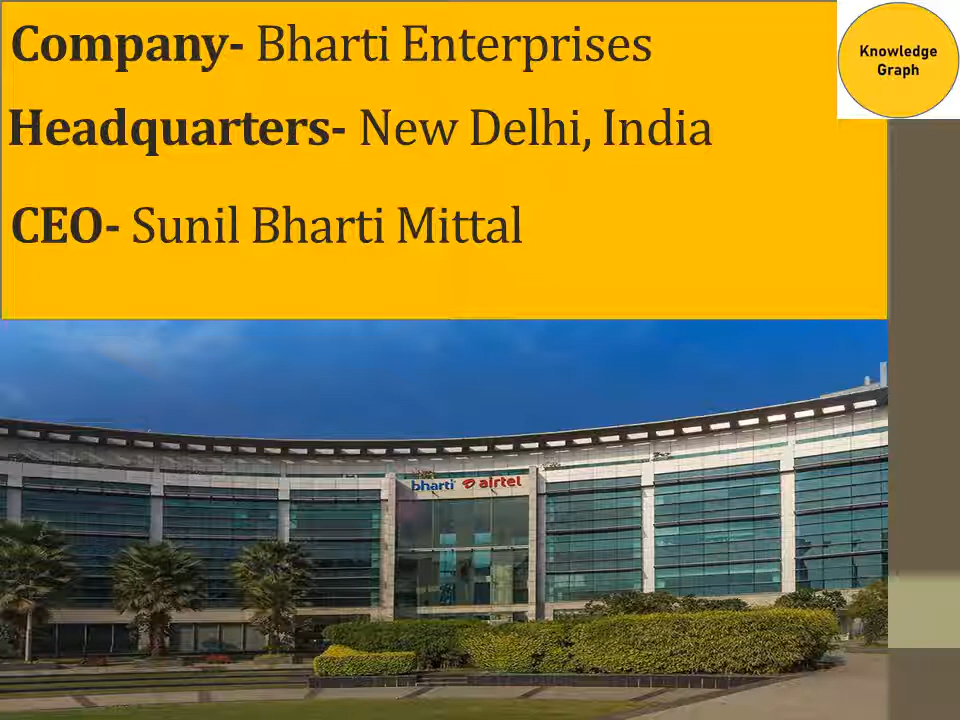 Company- Bharti Enterprises
Knowledge
Graph
Headquarters- New Delhi, India
CEO- Sunil Bharti Mittal
bharti airtel